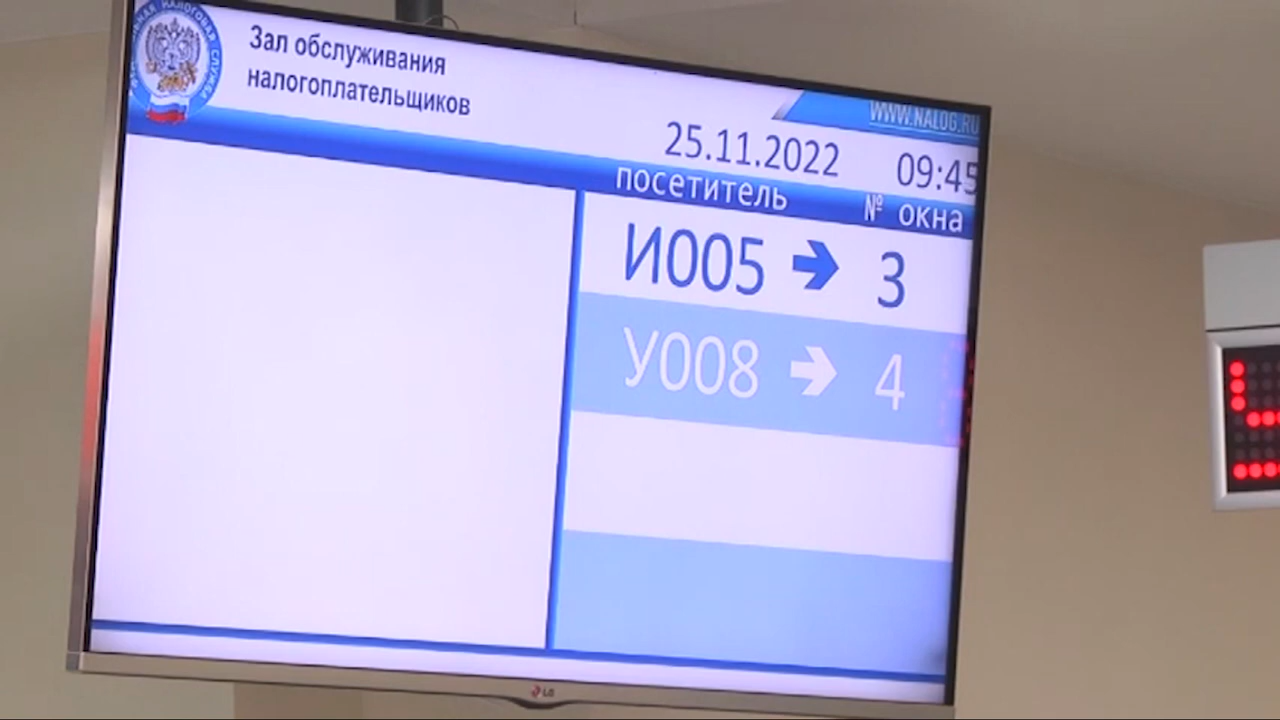 Зал обслуживания
налогоплательщиков
WWW.NALOG.RU
25.11.2022 09:45
посетитель № окна
И005 → 3
У008 → 4
LG